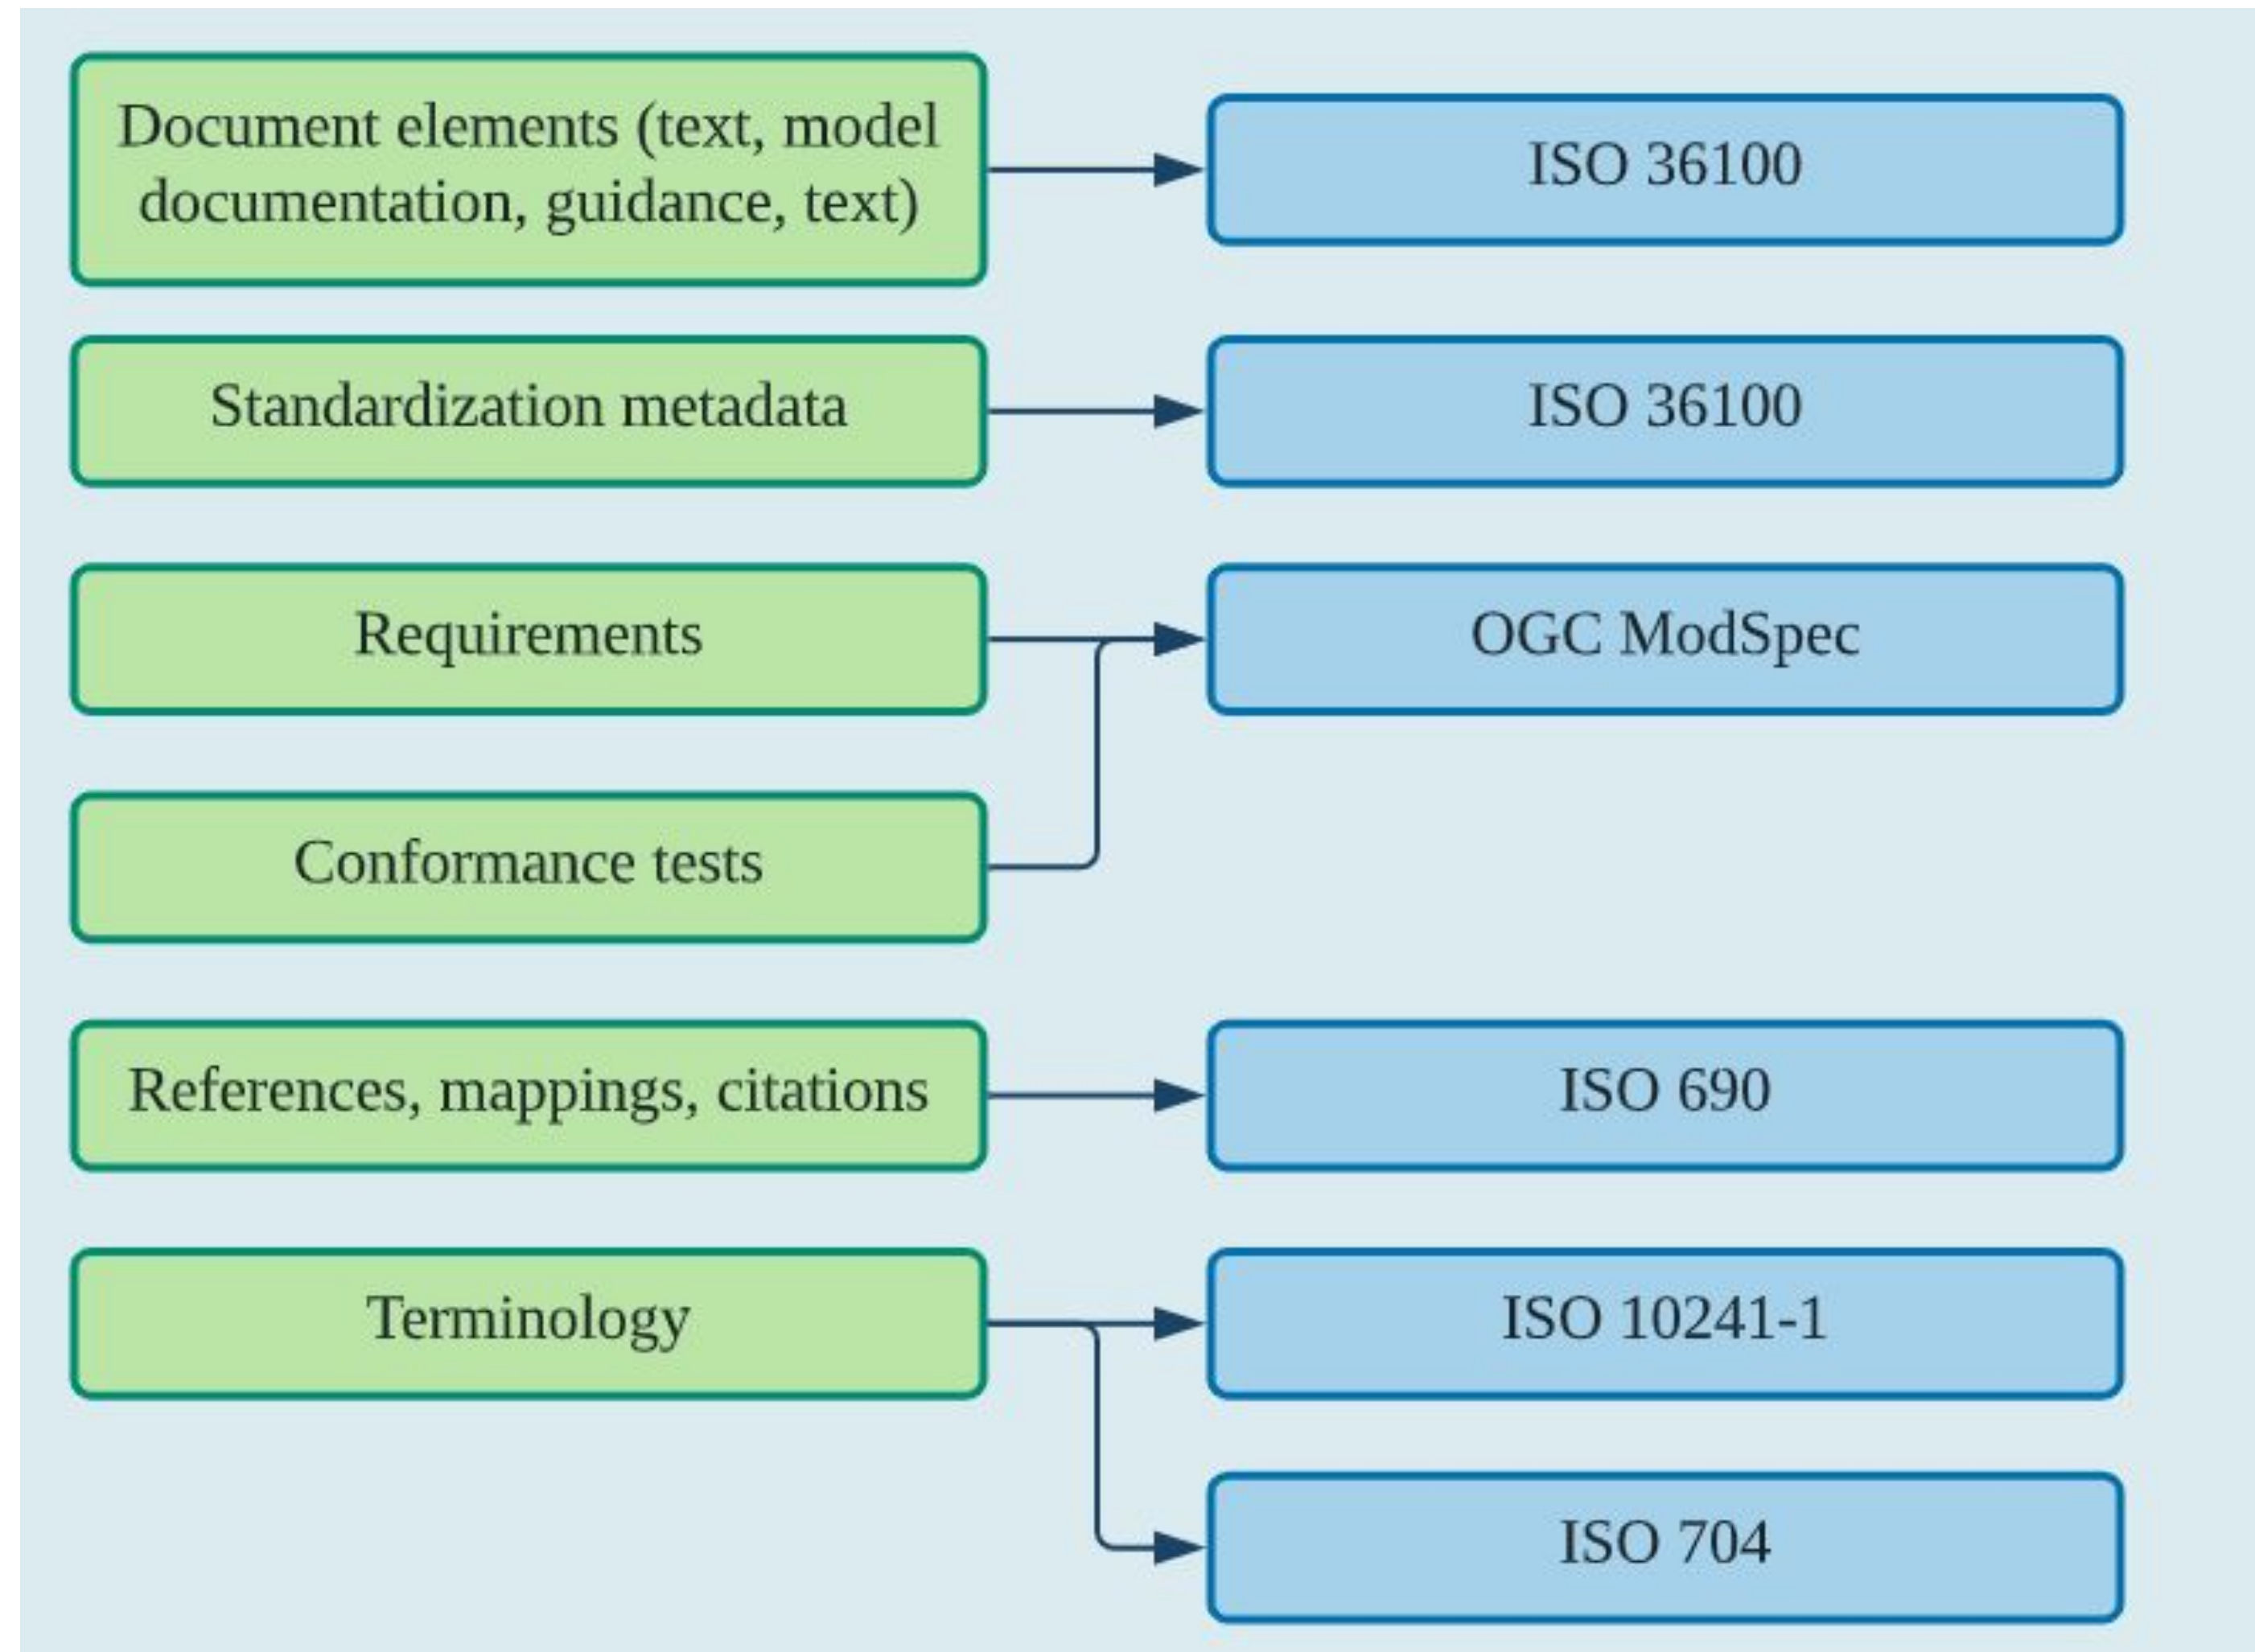 Document elements (text, model
documentation, guidance, text)
ISO 36100
Standardization metadata
ISO 36100
Requirements
OGC ModSpec
Conformance tests
References, mappings, citations
ISO 690
Terminology
ISO 10241-1
ISO 704